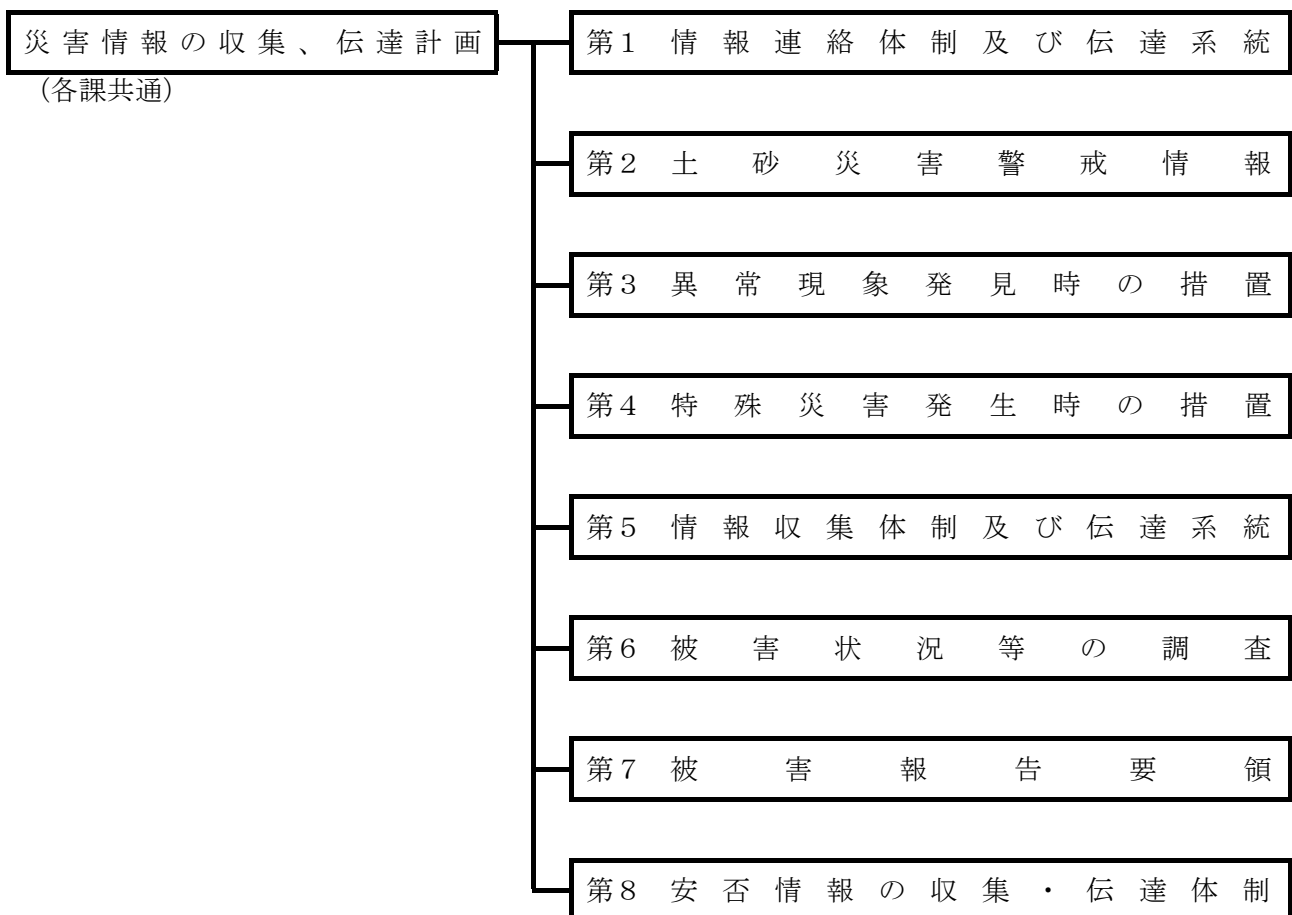 災害情報の収集、伝達計画
(各課共通)
第1 情報連絡体制及び伝達系統
第2 土砂災害警戒情報
第3 異常現象発見時の措置
第4 特殊災害発生時の措置
第5 情報収集体制及び伝達系統
第6 被害状況等の調査
第7 被害報告要領
第8 安否情報の収集・伝達体制